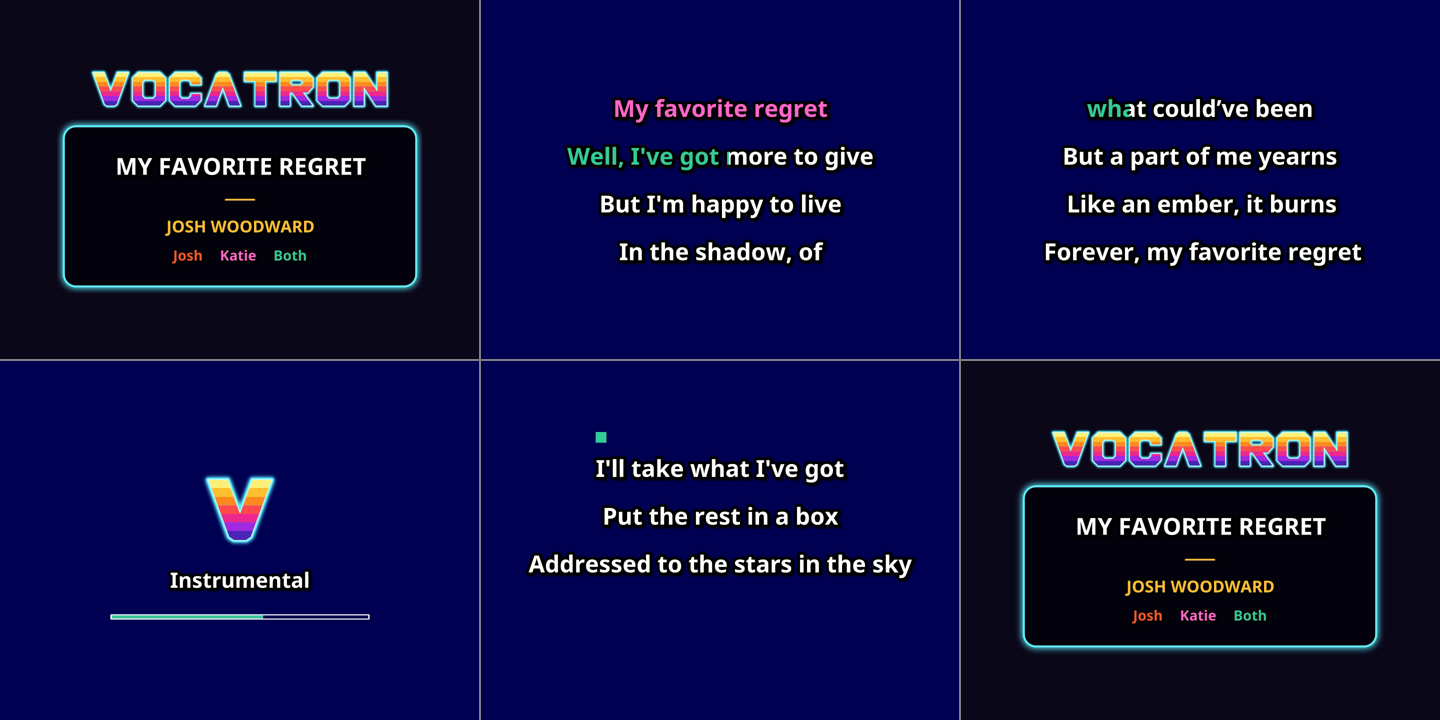 VOCATRON
MY FAVORITE REGRET
JOSH WOODWARD
Josh Katie Both
My favorite regret
Well, I've got more to give
But I'm happy to live
In the shadow, of
what could’ve been
But a part of me yearns
Like an ember, it burns
Forever, my favorite regret
V
Instrumental
I'll take what I've got
Put the rest in a box
Addressed to the stars in the sky
VOCATRON
MY FAVORITE REGRET
JOSH WOODWARD
Josh Katie Both